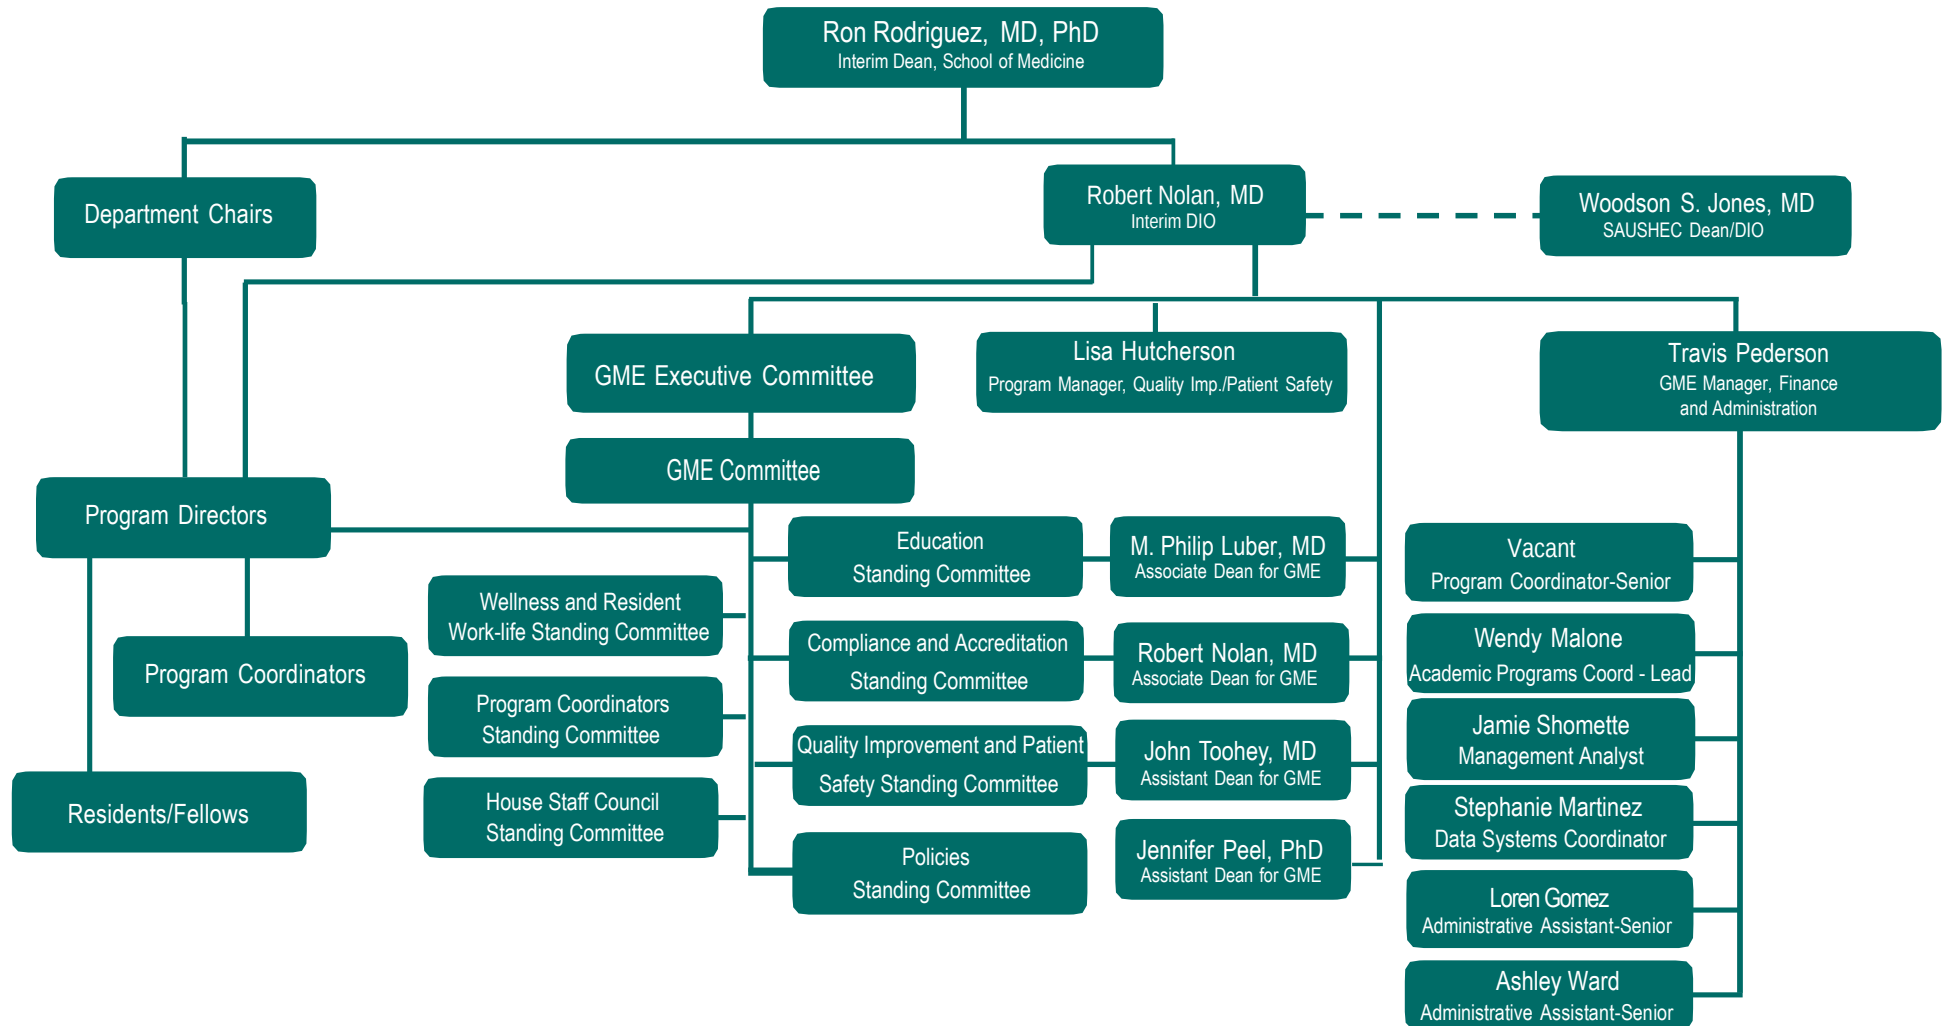 Ron Rodriguez, MD, PhD
Interim Dean, School of Medicine
Department Chairs
Robert Nolan, MD
Interim DIO
Woodson S. Jones, MD
SAUSHEC Dean/DIO
GME Executive Committee
Lisa Hutcherson
Program Manager, Quality Imp./Patient Safety
Travis Pederson
GME Manager, Finance
and Administration
GME Committee
Program Directors
Education
Standing Committee
M. Philip Luber, MD
Associate Dean for GME
Vacant
Program Coordinator-Senior
Wellness and Resident
Work-life Standing Committee
Program Coordinators
Compliance and Accreditation
Standing Committee
Robert Nolan, MD
Associate Dean for GME
Wendy Malone
Academic Programs Coord - Lead
Program Coordinators
Standing Committee
Quality Improvement and Patient
Safety Standing Committee
John Toohey, MD
Assistant Dean for GME
Jamie Shomette
Management Analyst
Residents/Fellows
House Staff Council
Standing Committee
Stephanie Martinez
Data Systems Coordinator
Policies
Standing Committee
Jennifer Peel, PhD
Assistant Dean for GME
Loren Gomez
Administrative Assistant-Senior
Ashley Ward
Administrative Assistant-Senior